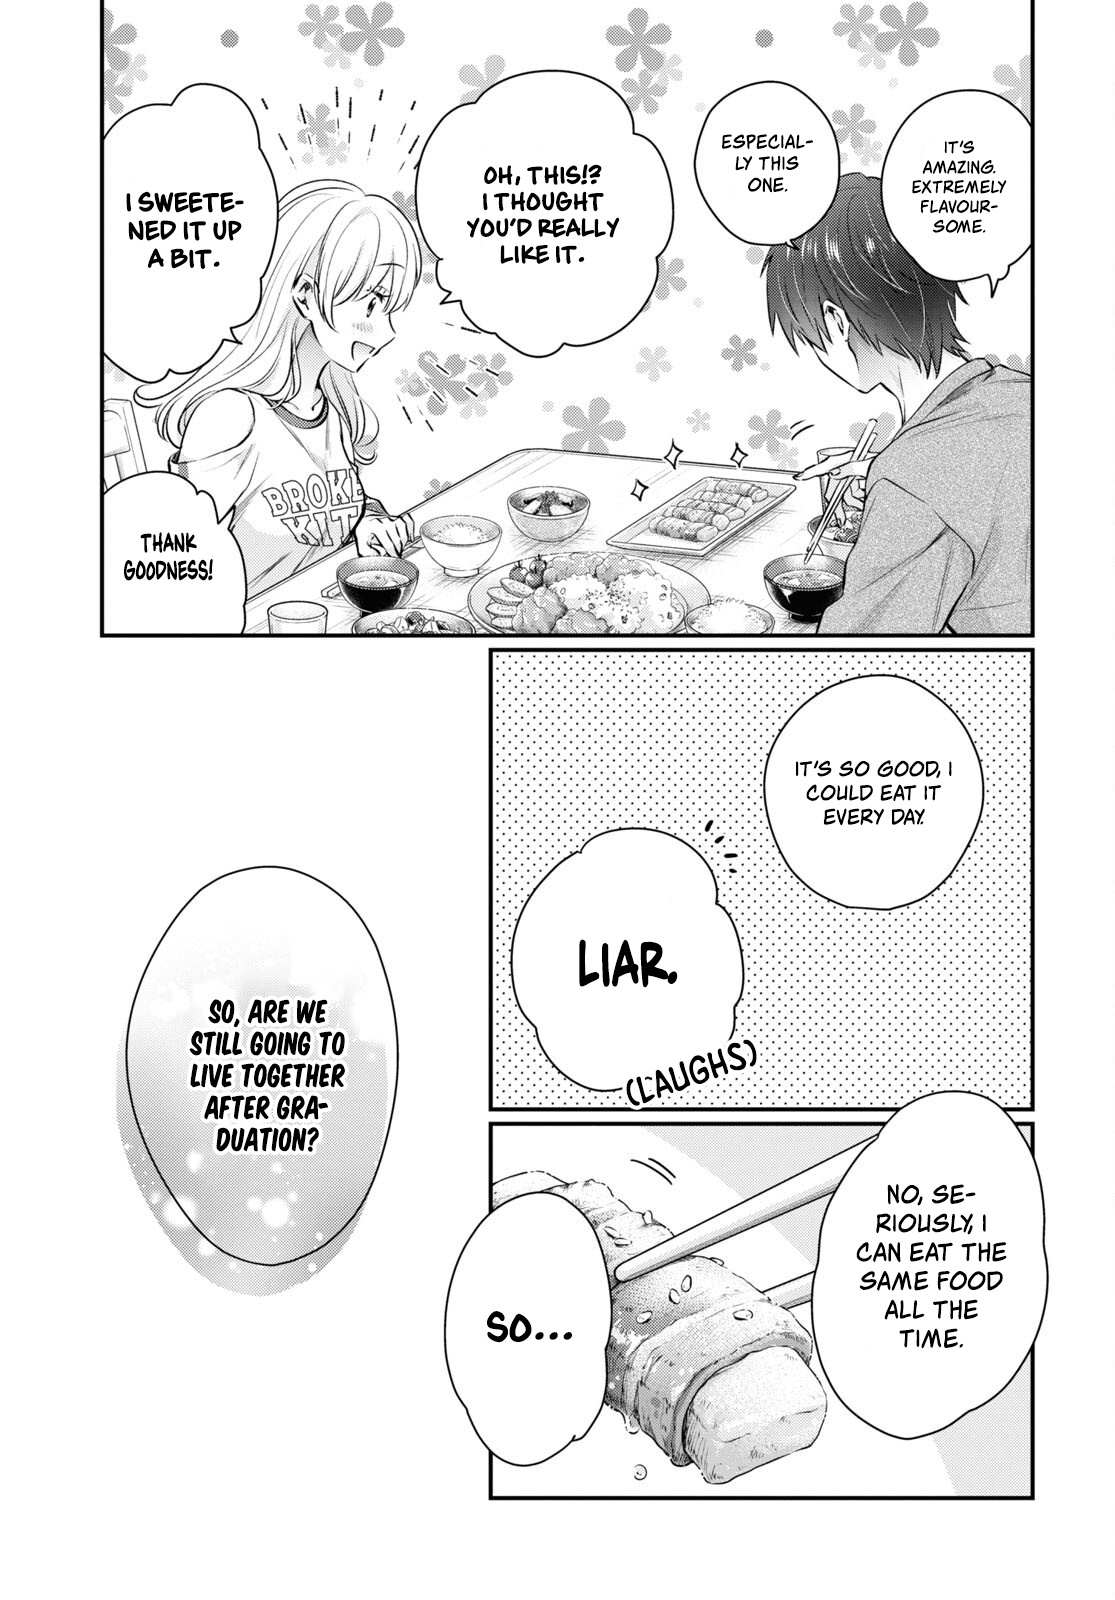 IT'S
AMAZING.
EXTREMELY
FLAVOUR-
SOME.
ESPECIAL-
LY THIS
ONE.
OH, THIS!?
I THOUGHT
YOU'D REALLY
LIKE IT.
I SWEETE-
NED IT UP
A BIT.
THANK
GOODNESS!
BROKE
KIT
IT'S SO GOOD, I
COULD EAT IT
EVERY DAY.
LIAR.
(LAUGHS)
NO, SE-
RIOUSLY, I
CAN EAT THE
SAME FOOD
ALL THE
TIME.
SO...
SO, ARE WE
STILL GOING TO
LIVE TOGETHER
AFTER GRA-
DUATION?